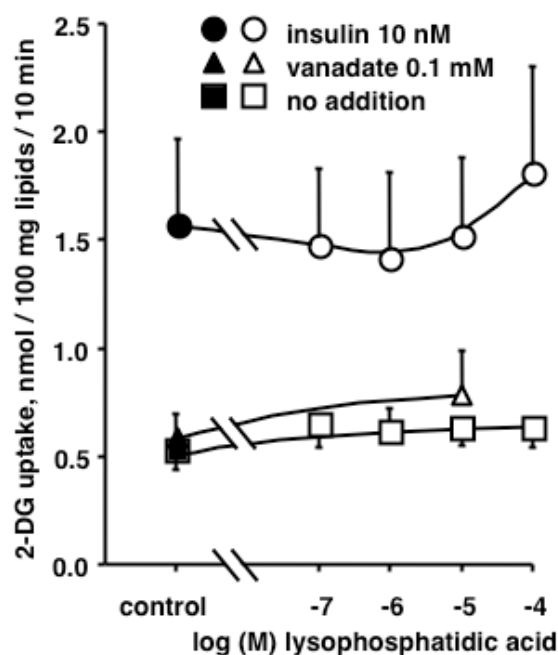 2-DG uptake, nmol / 100 mg lipids / 10 min
2.5
2.0
1.5
1.0
0.5
0.0
insulin 10 nM
vanadate 0.1 mM
no addition
control -7 -6 -5 -4
log (M) lysophosphatidic acid